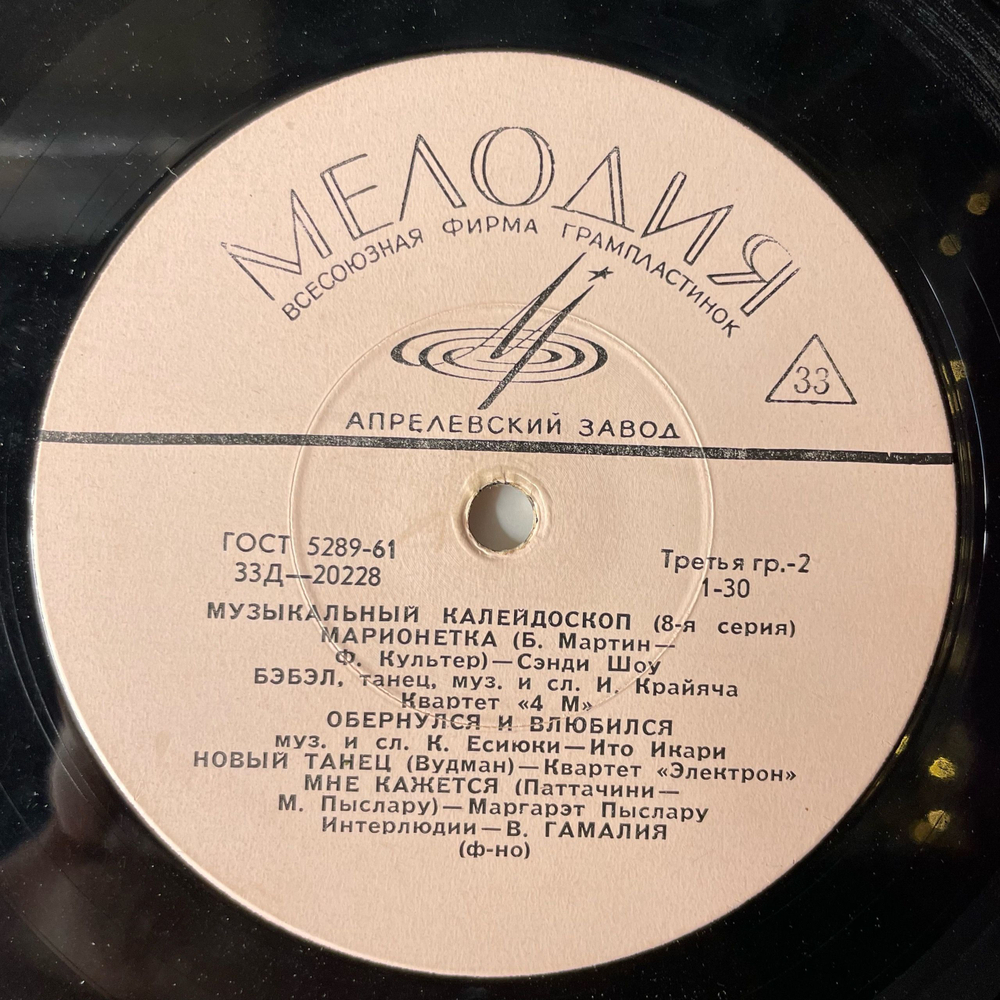 МЕЛОДИЯ
ВСЕСОЮЗНАЯ ФИРМА ГРАМПЛАСТИНОК
33
АПРЕЛЕВСКИЙ ЗАВОД
ГОСТ 5289-61
33Д—20228
Третья гр.-2
1-30
МУЗЫКАЛЬНЫЙ КАЛЕЙДОСКОП (8-я серия)
МАРИОНЕТКА (Б. Мартин—
Ф. Культер)—Сэнди Шоу
БЭБЭЛ, танец, муз. и сл. И. Крайяча
Квартет «4 М»
ОБЕРНУЛСЯ И ВЛЮБИЛСЯ
муз. и сл. К. Есиюки—Ито Икари
НОВЫЙ ТАНЕЦ (Вудман)—Квартет «Электрон»
МНЕ КАЖЕТСЯ (Паттачини—
М. Пыслару)—Маргарэт Пыслару
Интерлюдии—В. ГАМАЛИЯ
(ф-но)